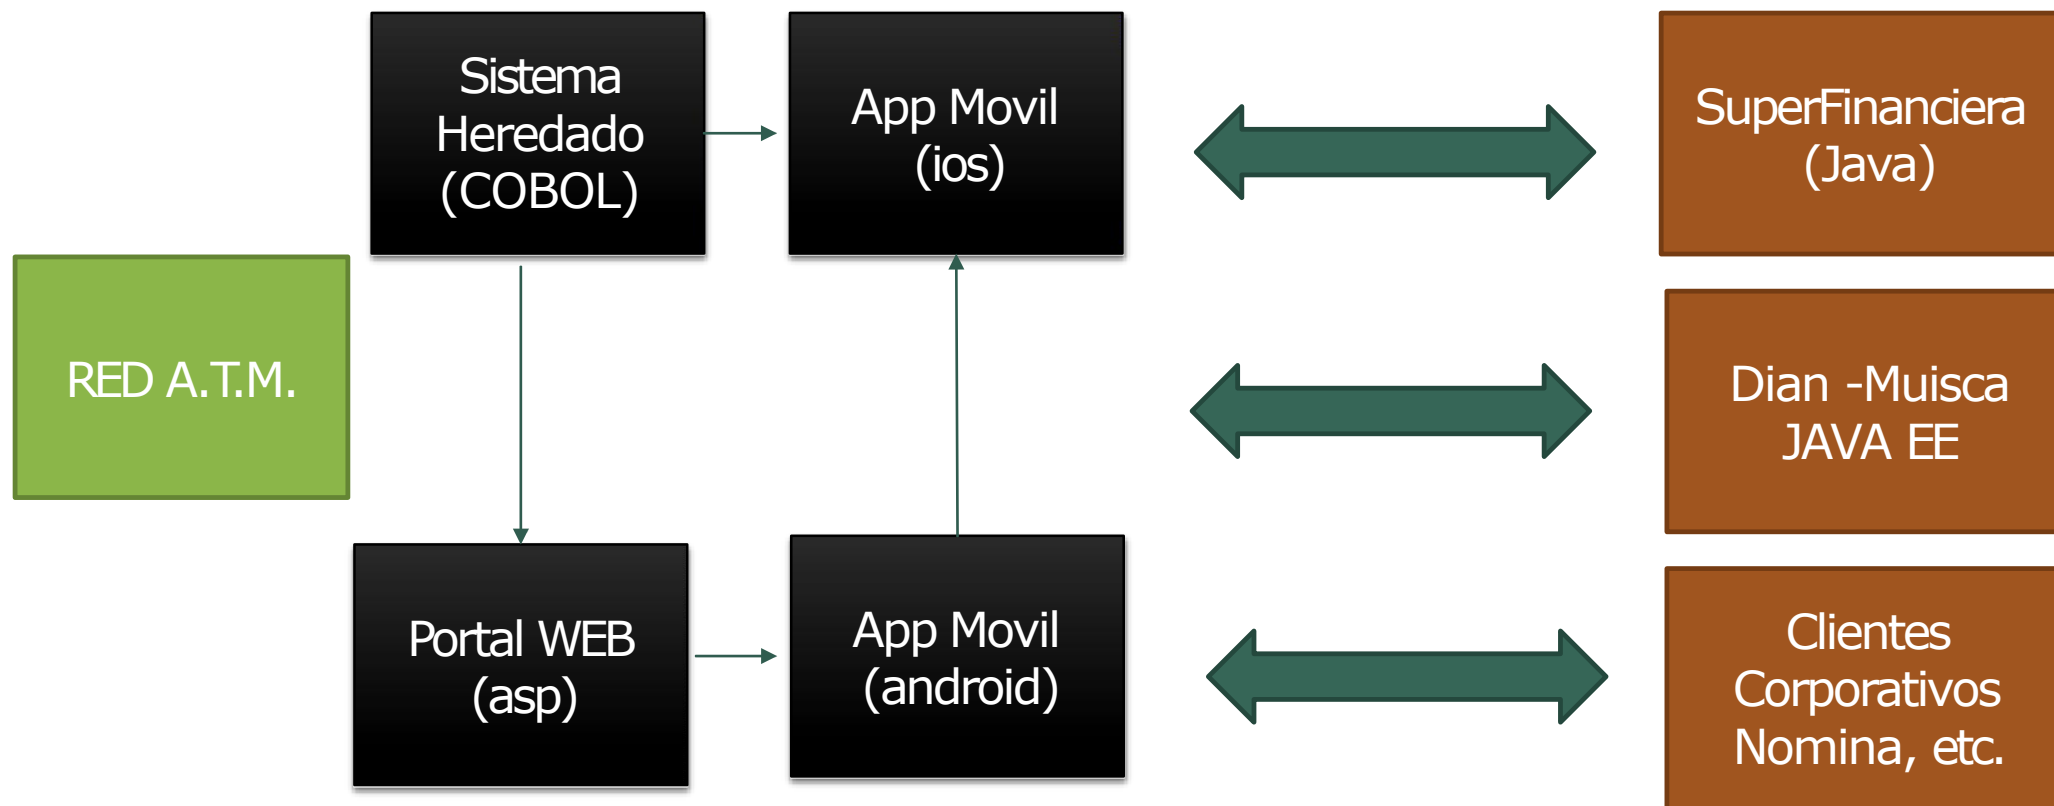 Sistema
Heredado
(COBOL)
App Movil
(ios)
SuperFinanciera
(Java)
RED A.T.M.
Dian -Muisca
JAVA EE
Portal WEB
(asp)
App Movil
(android)
Clientes
Corporativos
Nomina, etc.